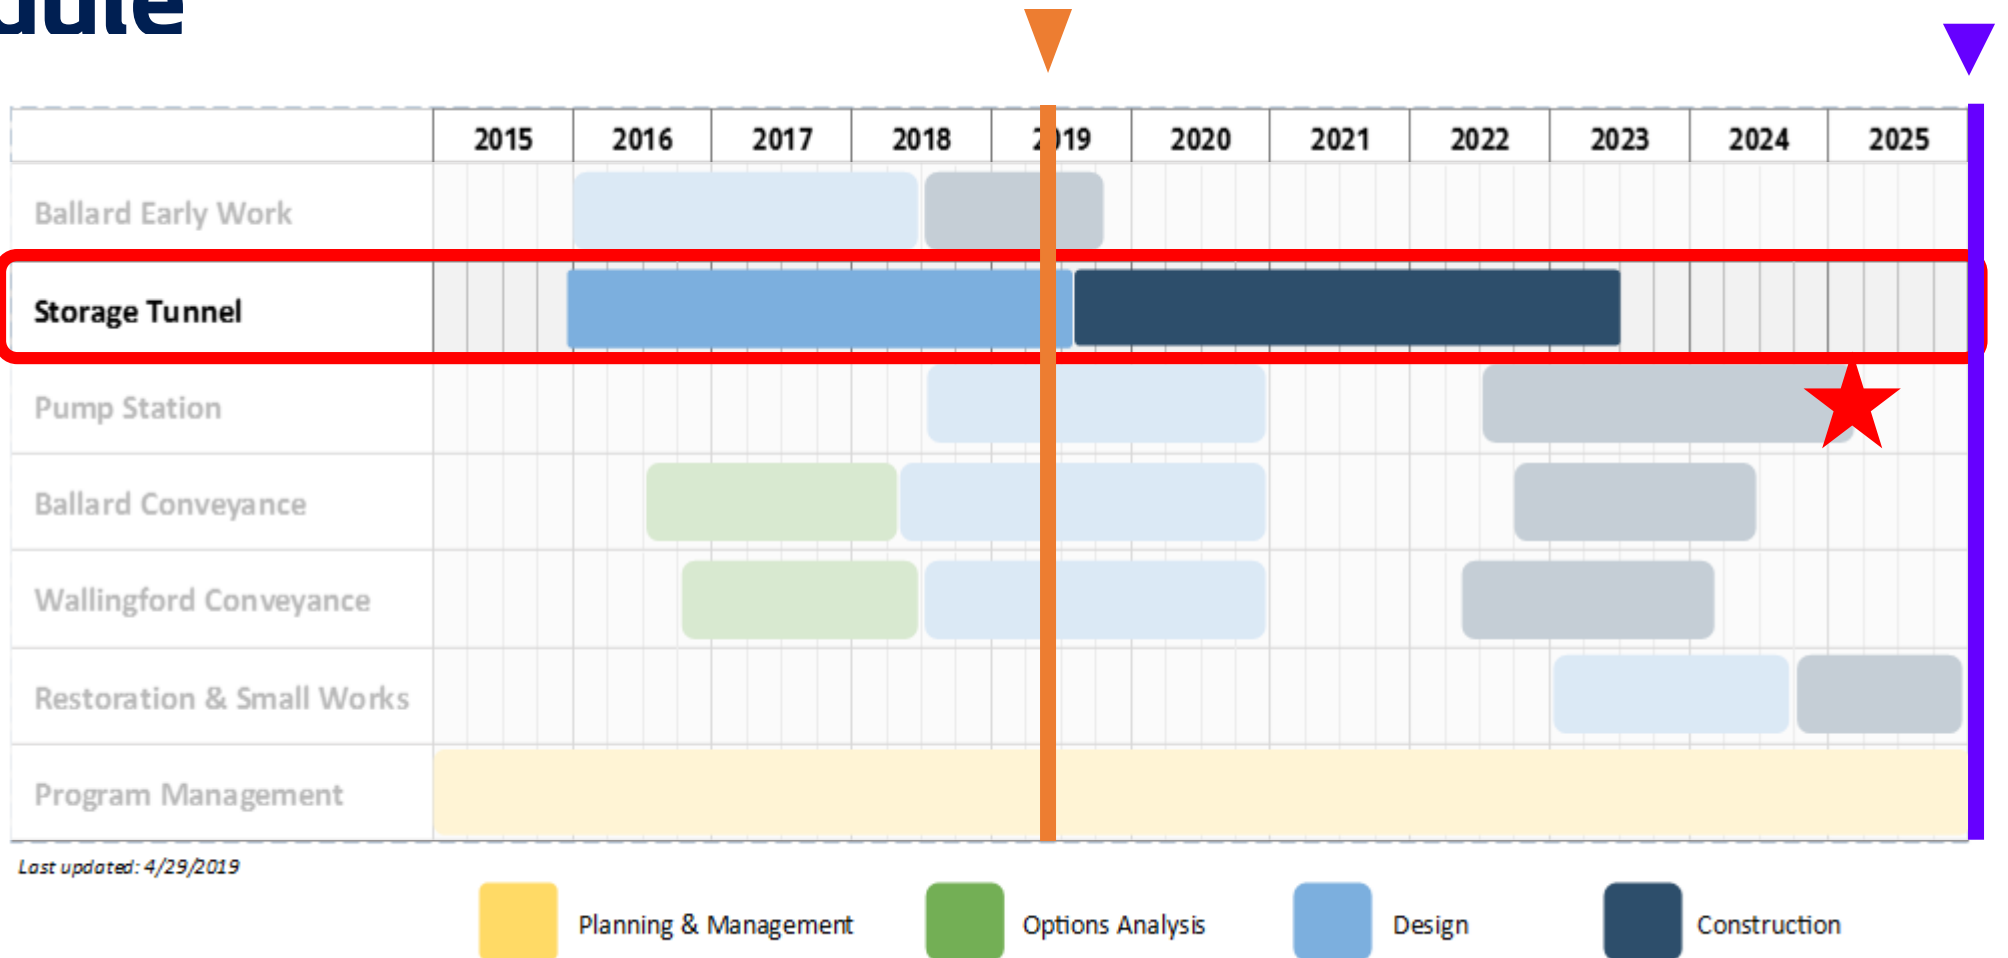 2015 2016 2017 2018 2019 2020 2021 2022 2023 2024 2025
Ballard Early Work
Storage Tunnel
Pump Station
Ballard Conveyance
Wallingford Conveyance
Restoration & Small Works
Program Management
Last updated: 4/29/2019
Planning & Management Options Analysis Design Construction